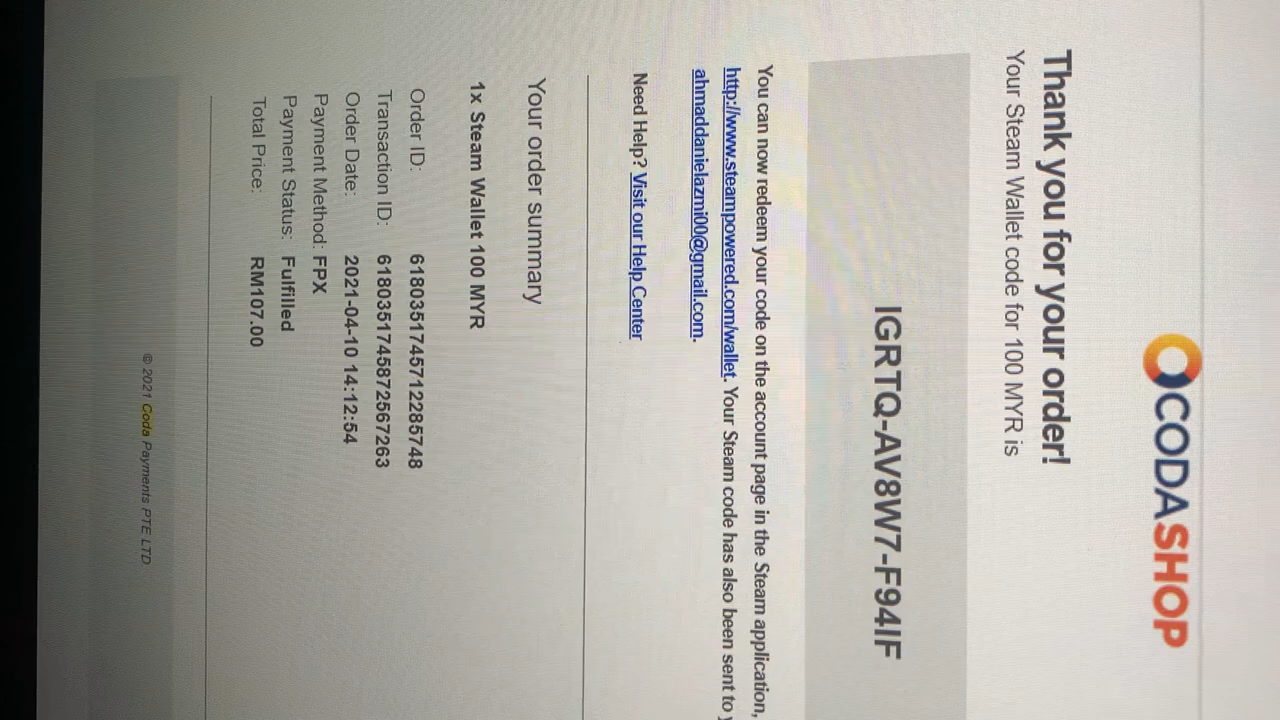 CODASHOP
Thank you for your order!
Your Steam Wallet code for 100 MYR is
IGRTQ-AV8W7-F94IF
You can now redeem your code on the account page in the Steam application,
http://www.steampowered.com/wallet. Your Steam code has also been sent to
ahmaddanielazmi00@gmail.com.
Need Help? Visit our Help Center
Your order summary
1x Steam Wallet 100 MYR
Order ID: 6180351745712285748
Transaction ID: 6180351745872567263
Order Date: 2021-04-10 14:12:54
Payment Method: FPX
Payment Status: Fulfilled
Total Price: RM107.00
© 2021 Coda Payments PTE LTD